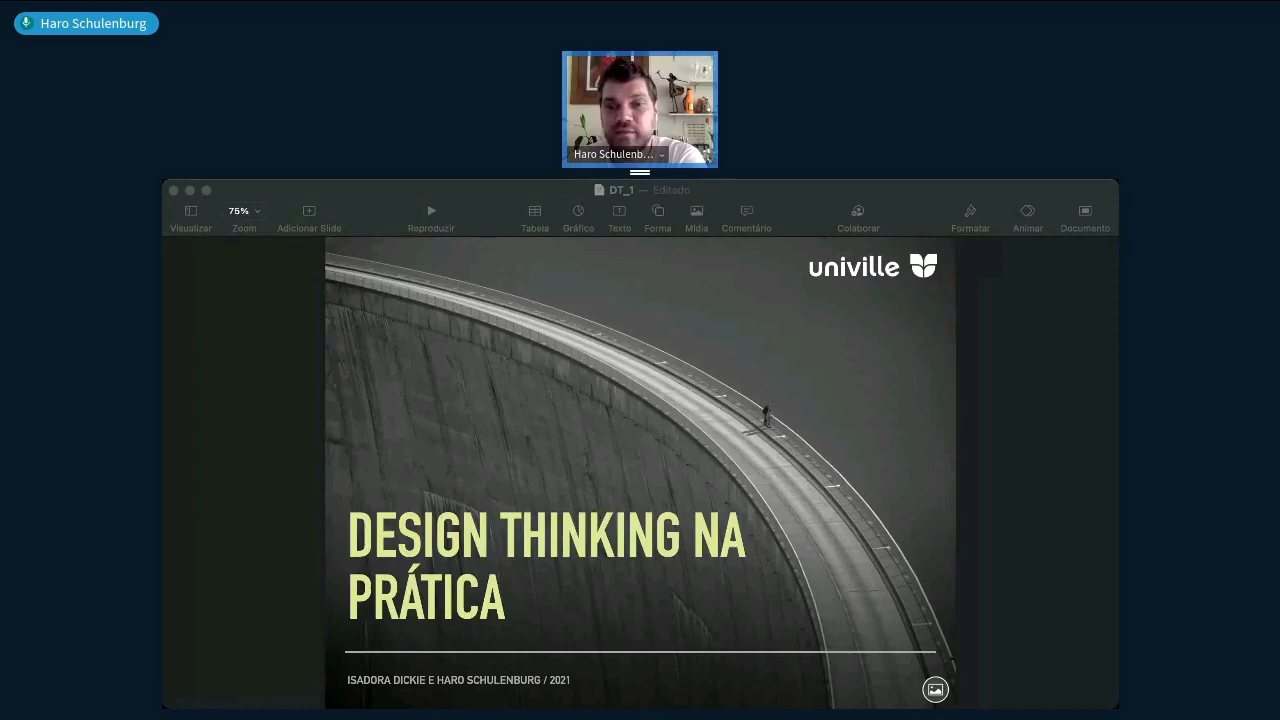 Haro Schulenburg
Haro Schulenb...
DT_1 — Editado
75%
Visualizar Zoom Adicionar Slide Reproduzir Tabela Gráfico Texto Forma Mídia Comentário Colaborar Formatar Animar Documento
univille
DESIGN THINKING NA
PRÁTICA
ISADORA DICKIE E HARO SCHULENBURG / 2021